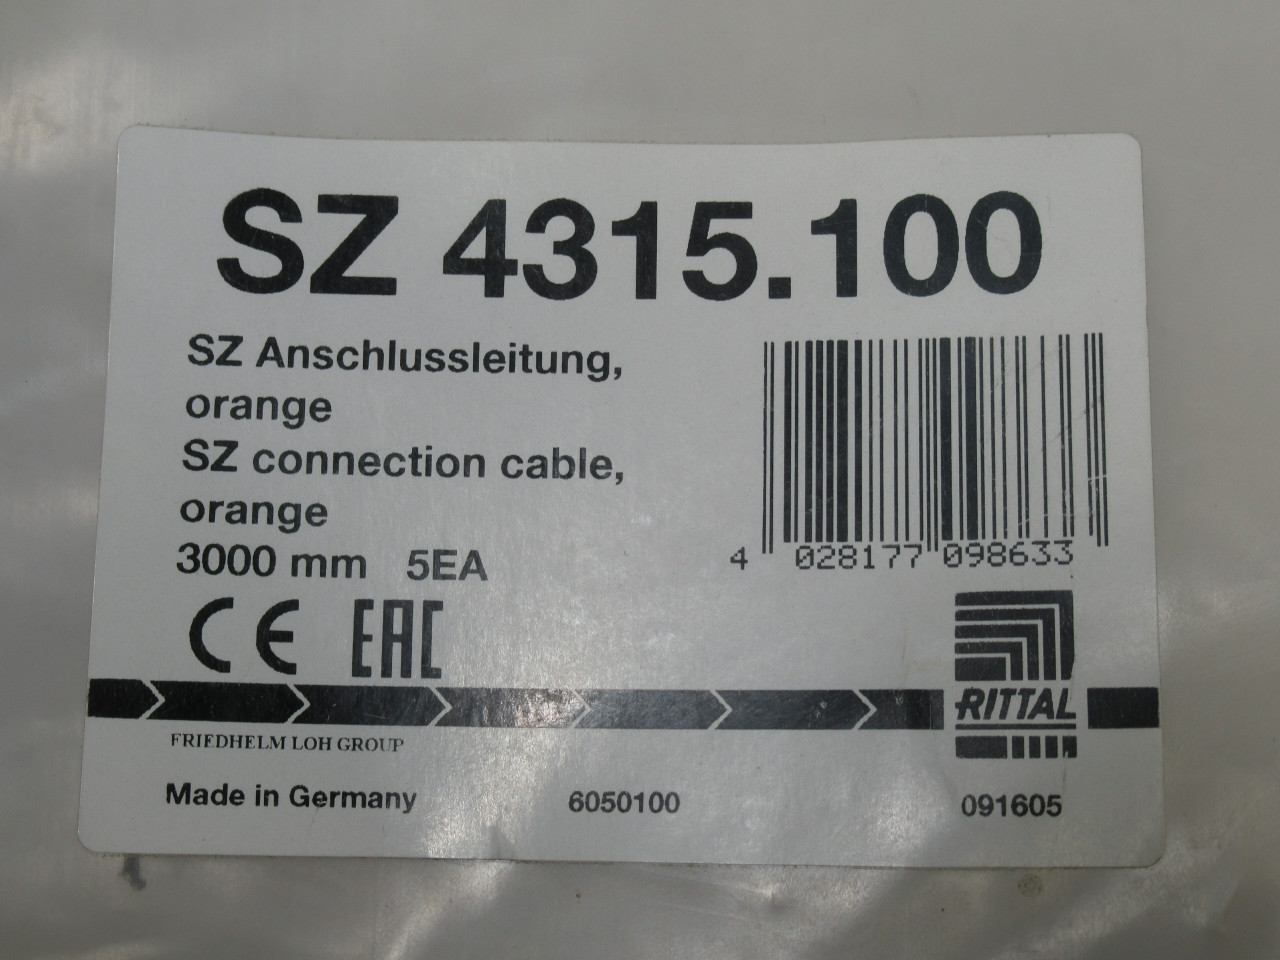 SZ 4315.100
SZ Anschlussleitung,
orange
SZ connection cable,
orange
3000 mm 5EA
4 028177 098633
CE EAC
RITTAL
FRIEDHELM LOH GROUP
Made in Germany 6050100 091605